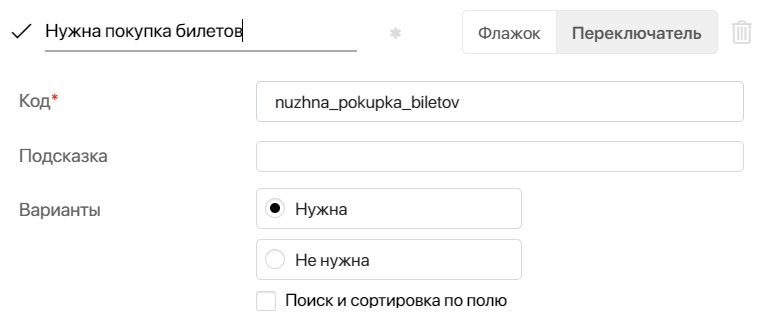 Нужна покупка билетов * Флажок Переключатель
Код* nuzhna_pokupka_biletov
Подсказка
Варианты Нужна
Не нужна
Поиск и сортировка по полю